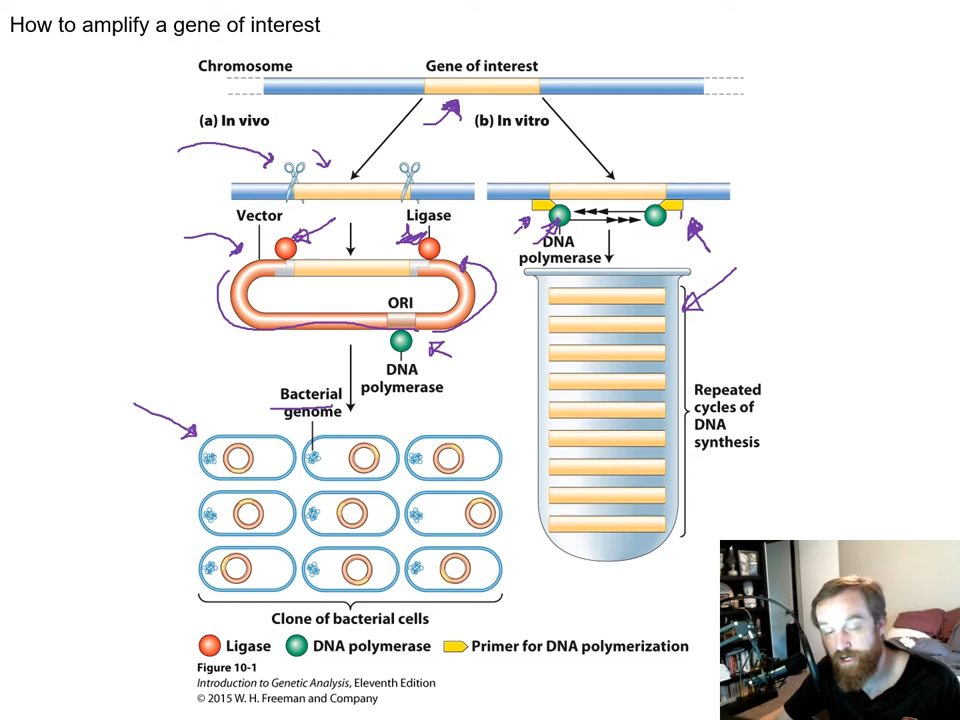 How to amplify a gene of interest
Chromosome
Gene of interest
(a) In vivo
(b) In vitro
Vector
Ligase
DNA
polymerase
ORI
DNA
polymerase
Bacterial
genome
Repeated
cycles of
DNA
synthesis
Clone of bacterial cells
Ligase
DNA polymerase
Primer for DNA polymerization
Figure 10-1
Introduction to Genetic Analysis, Eleventh Edition
© 2015 W. H. Freeman and Company